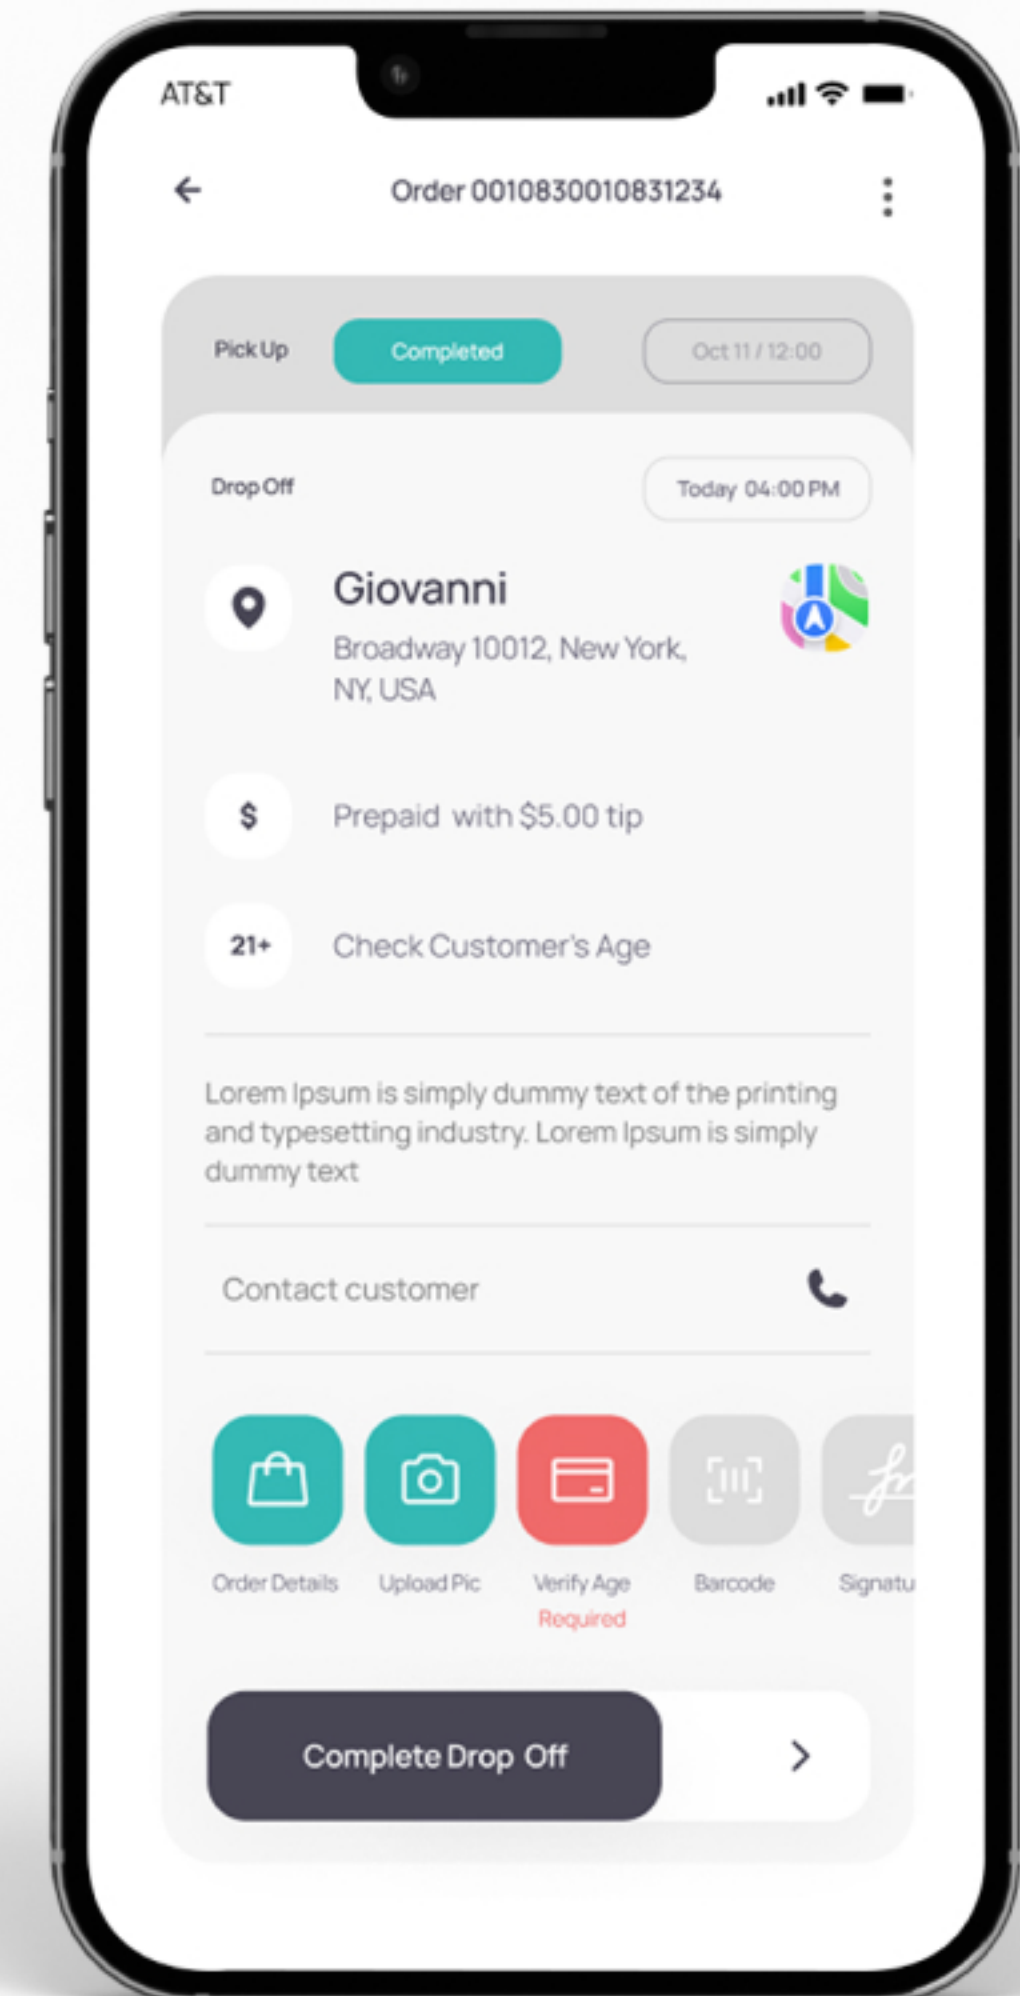 AT&T
Order 0010830010831234
Pick Up
Completed
Oct 11 / 12:00
Drop Off
Today 04:00 PM
Giovanni
Broadway 10012, New York,
NY, USA
$
Prepaid with $5.00 tip
21+
Check Customer's Age
Lorem Ipsum is simply dummy text of the printing
and typesetting industry. Lorem Ipsum is simply
dummy text
Contact customer
Order Details
Upload Pic
Verify Age
Required
Barcode
Signatu
Complete Drop Off